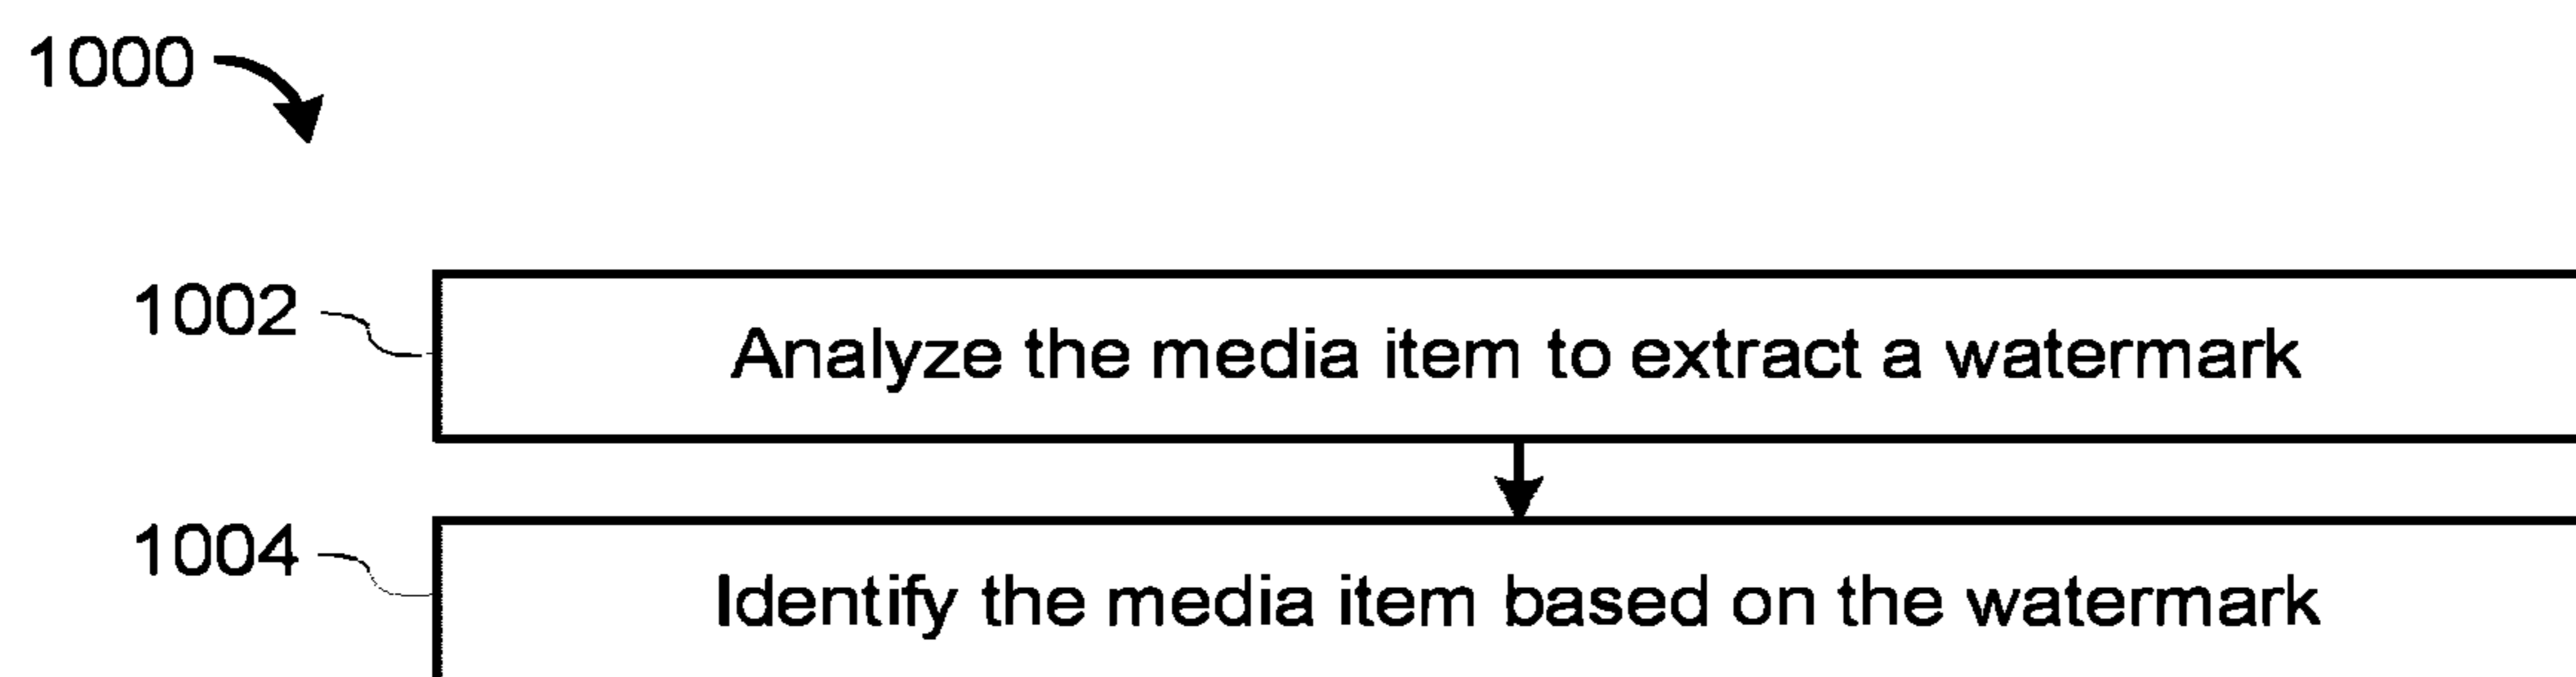 1000
1002
Analyze the media item to extract a watermark
1004
Identify the media item based on the watermark